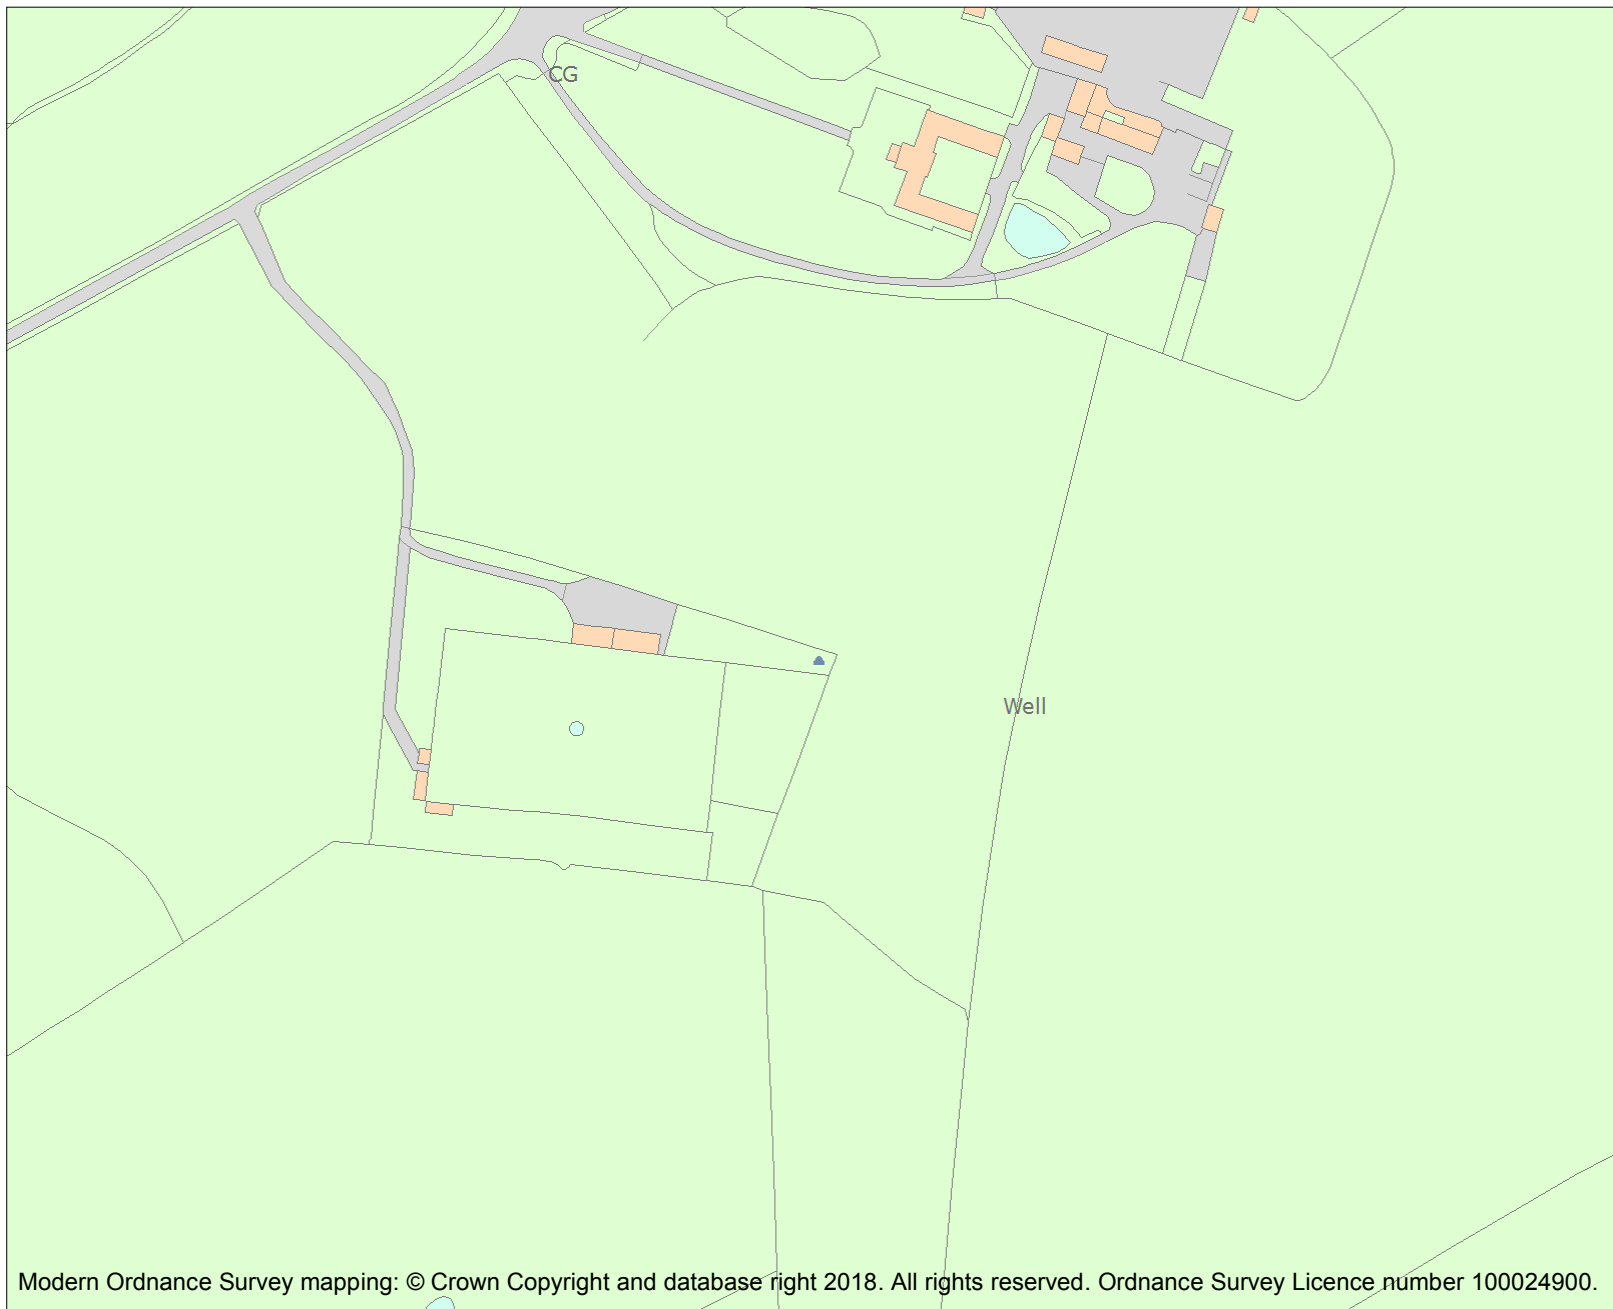 CG
Well
Modern Ordnance Survey mapping: © Crown Copyright and database right 2018. All rights reserved. Ordnance Survey Licence number 100024900.